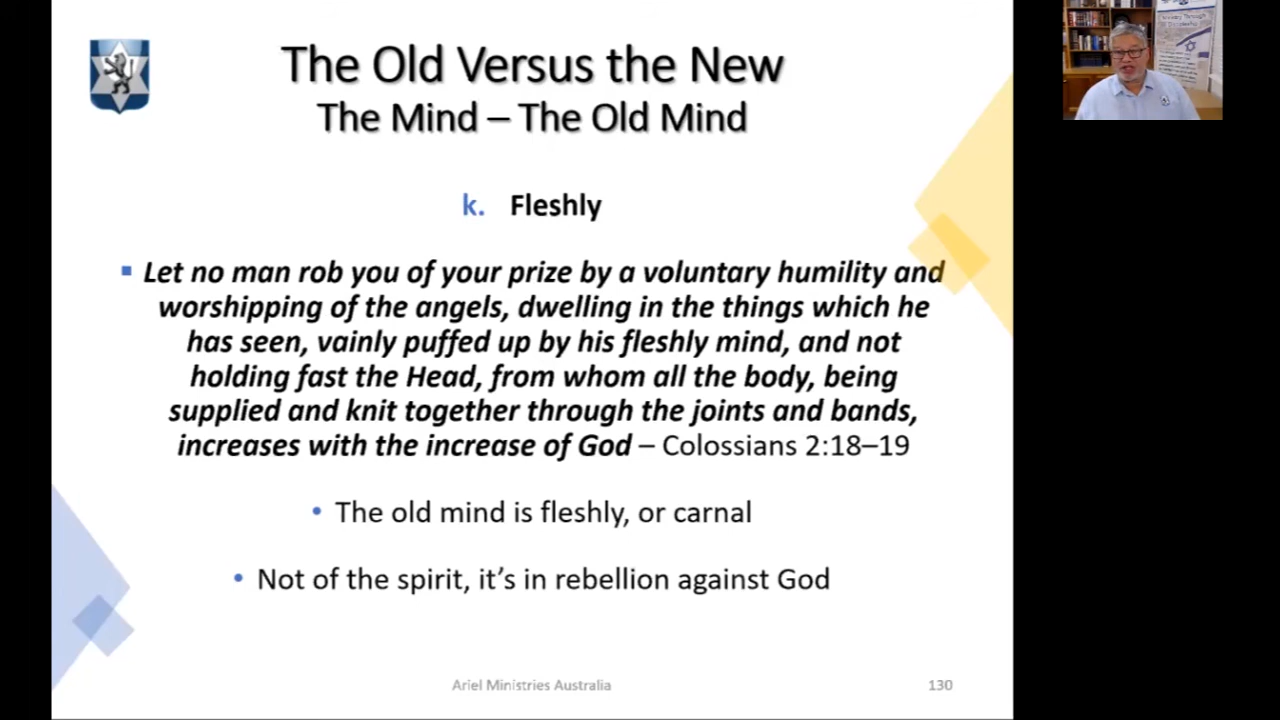 The Old Versus the New
The Mind – The Old Mind
k. Fleshly
▪ Let no man rob you of your prize by a voluntary humility and
worshipping of the angels, dwelling in the things which he
has seen, vainly puffed up by his fleshly mind, and not
holding fast the Head, from whom all the body, being
supplied and knit together through the joints and bands,
increases with the increase of God – Colossians 2:18–19
• The old mind is fleshly, or carnal
• Not of the spirit, it's in rebellion against God
Ariel Ministries Australia
130